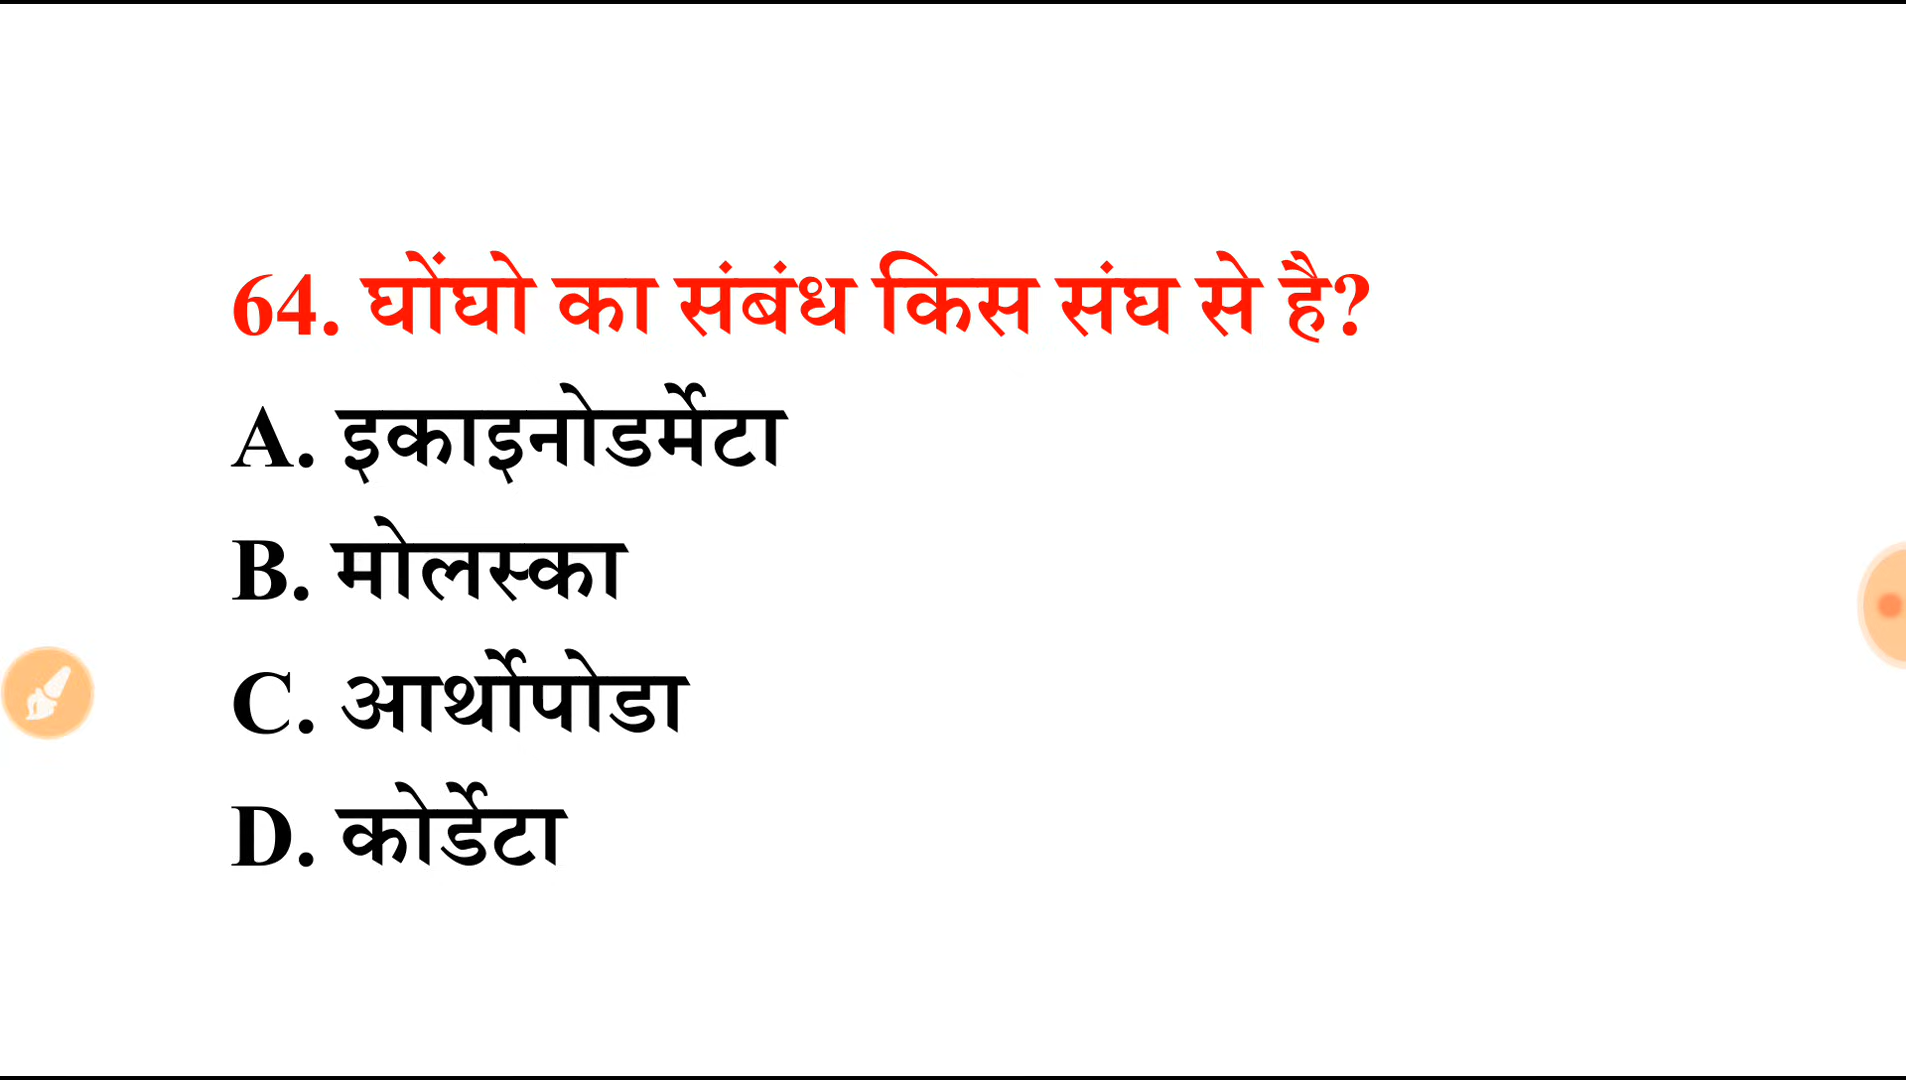 64. घोंघो का संबंध किस संघ से है?
A. इकाइनोडर्मेटा
B. मोलस्का
C. आर्थोपोडा
D. कोर्डेटा